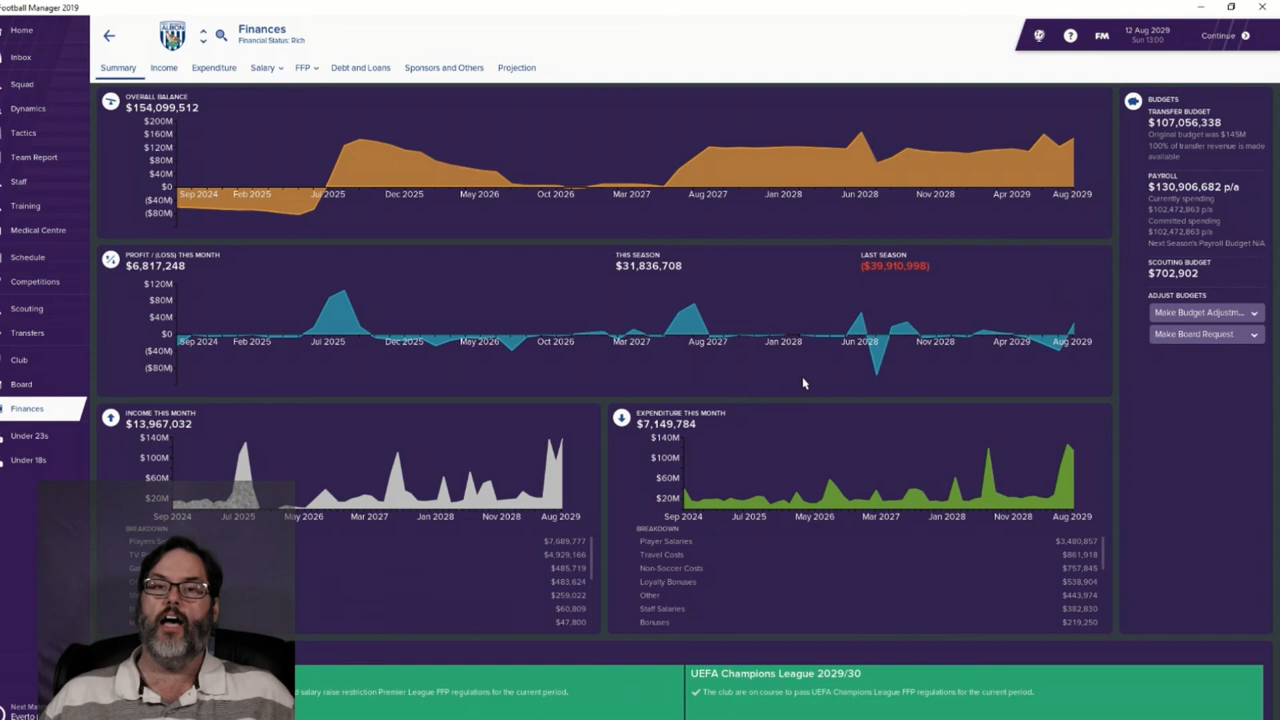 Football Manager 2019
Home
Inbox
Squad
Dynamics
Tactics
Team Report
Staff
Training
Medical Centre
Schedule
Competitions
Scouting
Transfers
Club
Board
Finances
Under 23s
Under 18s
ALBION
Finances
Financial Status: Rich
FM
12 Aug 2029
Sun 13:00
Continue
Summary
Income
Expenditure
Salary
FFP
Debt and Loans
Sponsors and Others
Projection
OVERALL BALANCE
$154,099,512
$200M
$160M
$120M
$80M
$40M
$0
($40M)
($80M)
Sep 2024 Feb 2025 Jul 2025 Dec 2025 May 2026 Oct 2026 Mar 2027 Aug 2027 Jan 2028 Jun 2028 Nov 2028 Apr 2029 Aug 2029
PROFIT / (LOSS) THIS MONTH
$6,817,248
THIS SEASON
$31,836,708
LAST SEASON
($39,910,998)
$120M
$80M
$40M
$0
($40M)
($80M)
Sep 2024 Feb 2025 Jul 2025 Dec 2025 May 2026 Oct 2026 Mar 2027 Aug 2027 Jan 2028 Jun 2028 Nov 2028 Apr 2029 Aug 2029
INCOME THIS MONTH
$13,967,032
$140M
$100M
$60M
$20M
Sep 2024 Jul 2025 May 2026 Mar 2027 Jan 2028 Nov 2028 Aug 2029
BREAKDOWN
Players $7,689,777
TV $4,929,166
$485,719
$483,624
$259,022
$60,809
$47,800
EXPENDITURE THIS MONTH
$7,149,784
$140M
$100M
$60M
$20M
Sep 2024 Jul 2025 May 2026 Mar 2027 Jan 2028 Nov 2028 Aug 2029
BREAKDOWN
Player Salaries $3,480,857
Travel Costs $861,918
Non-Soccer Costs $757,845
Loyalty Bonuses $538,904
Other $443,974
Staff Salaries $382,830
Bonuses $219,250
BUDGETS
TRANSFER BUDGET
$107,056,338
Original budget was $145M
100% of transfer revenue is made
available
PAYROLL
$130,906,682 p/a
Currently spending
$102,472,863 p/a
Committed spending
$102,472,863 p/a
Next Season's Payroll Budget N/A
SCOUTING BUDGET
$702,902
ADJUST BUDGETS
Make Budget Adjustm...
Make Board Request
salary raise restriction Premier League FFP regulations for the current period.
UEFA Champions League 2029/30
The club are on course to pass UEFA Champions League FFP regulations for the current period.
Next